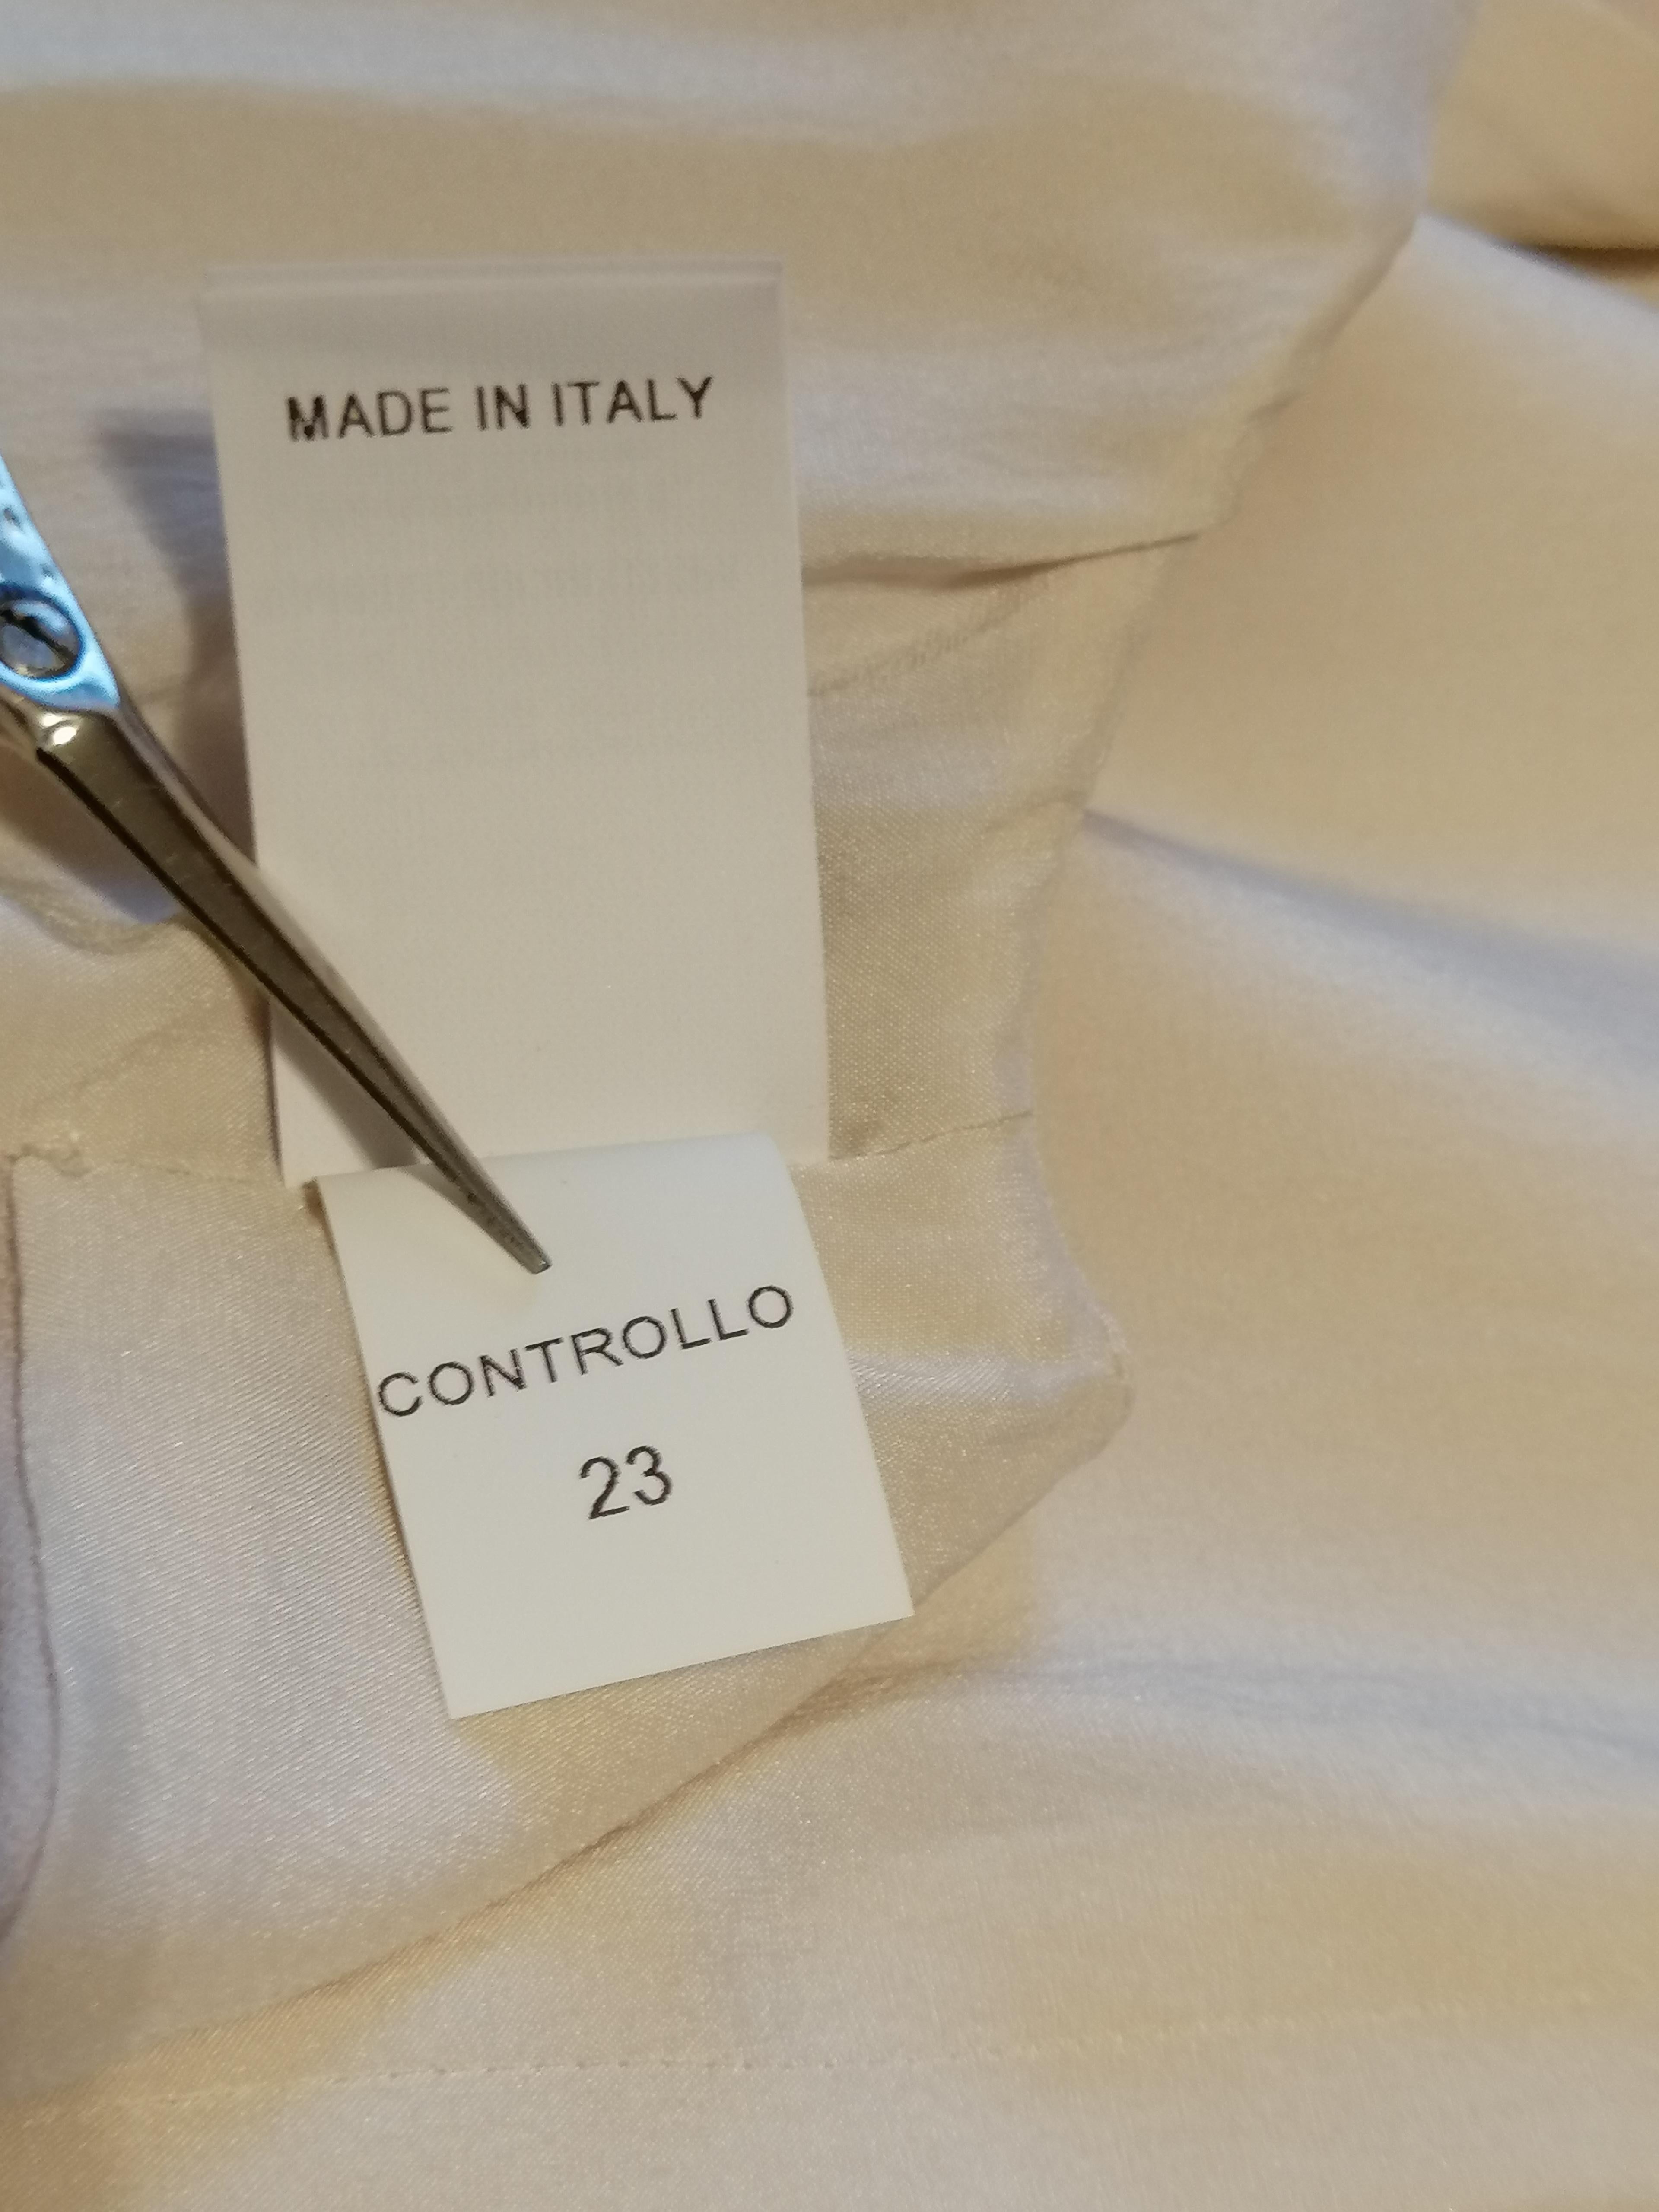 MADE IN ITALY
CONTROLLO
23